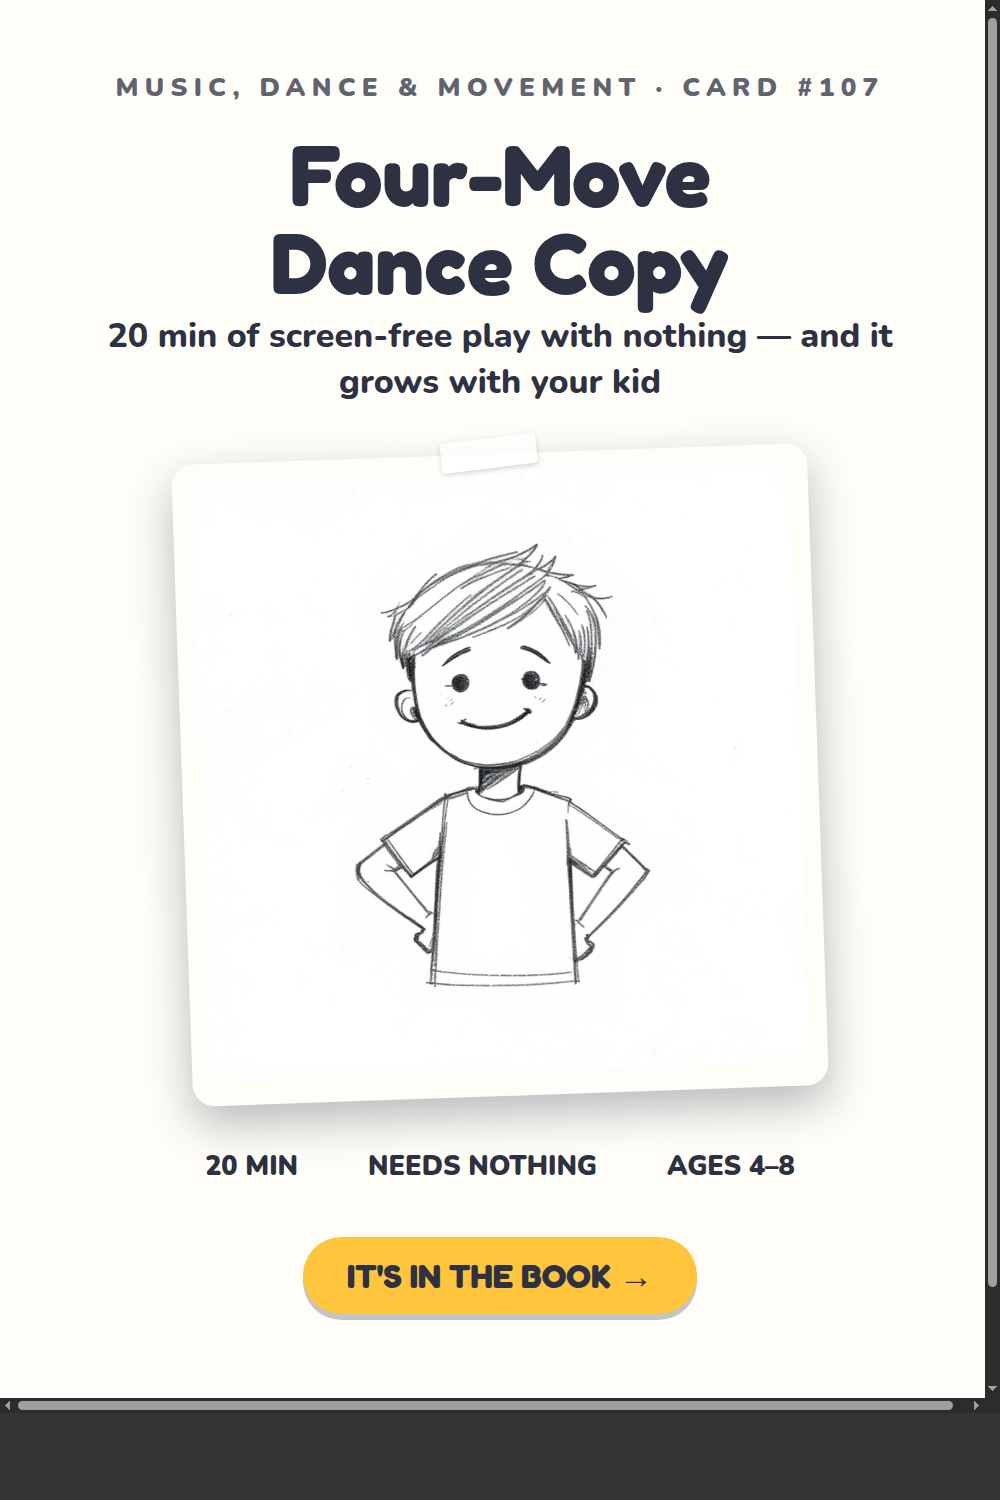 MUSIC, DANCE & MOVEMENT · CARD #107
Four-Move
Dance Copy
20 min of screen-free play with nothing — and it
grows with your kid
20 MIN NEEDS NOTHING AGES 4–8
IT'S IN THE BOOK →